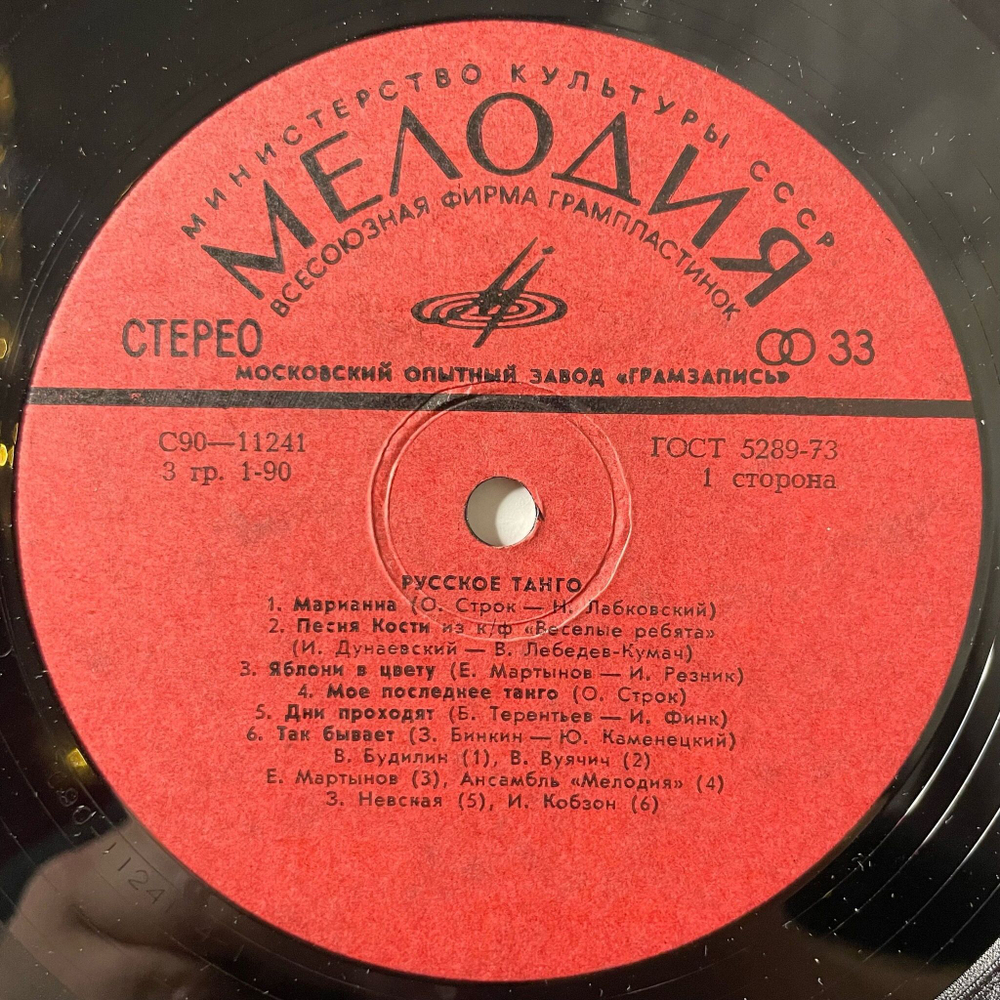 МИНИСТЕРСТВО КУЛЬТУРЫ СССР
МЕЛОДИЯ
ВСЕСОЮЗНАЯ ФИРМА ГРАМПЛАСТИНОК
СТЕРЕО
33
МОСКОВСКИЙ ОПЫТНЫЙ ЗАВОД «ГРАМЗАПИСЬ»
С90—11241
ГОСТ 5289-73
3 гр. 1-90
1 сторона
РУССКОЕ ТАНГО
1. Марианна (О. Строк — Н. Лабковский)
2. Песня Кости из к/ф «Веселые ребята»
(И. Дунаевский — В. Лебедев-Кумач)
3. Яблони в цвету (Е. Мартынов — И. Резник)
4. Мое последнее танго (О. Строк)
5. Дни проходят (Б. Терентьев — И. Финк)
6. Так бывает (З. Бинкин — Ю. Каменецкий)
В. Будилин (1), В. Вуячич (2)
Е. Мартынов (3), Ансамбль «Мелодия» (4)
З. Невская (5), И. Кобзон (6)